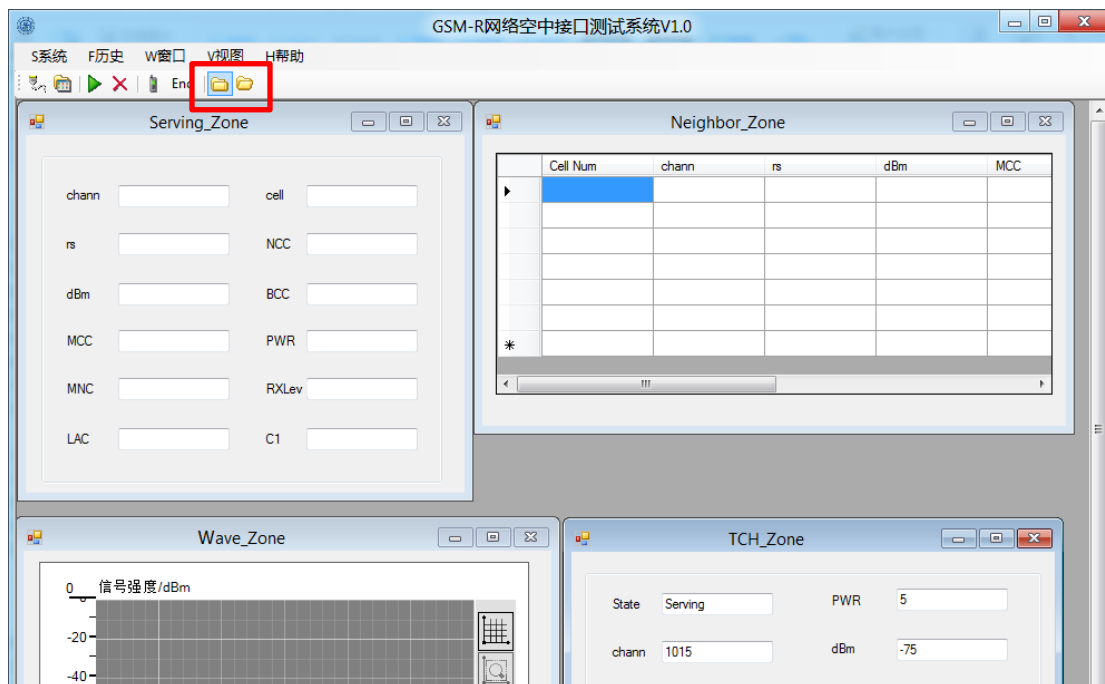 GSM-R网络空中接口测试系统V1.0
S系统 F历史 W窗口 V视图 H帮助
Serving_Zone
chann cell
rs NCC
dBm BCC
MCC PWR
MNC RXLev
LAC C1
Neighbor_Zone
Cell Num chann rs dBm MCC
Wave_Zone
0 信号强度/dBm
-20
-40
TCH_Zone
State Serving PWR 5
chann 1015 dBm -75